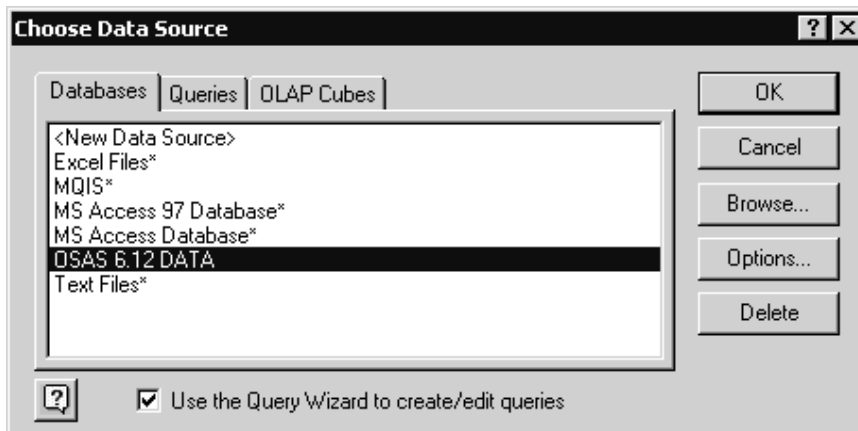 Choose Data Source
Databases Queries OLAP Cubes
<New Data Source>
Excel Files*
MQIS*
MS Access 97 Database*
MS Access Database*
OSAS 6.12 DATA
Text Files*
OK
Cancel
Browse...
Options...
Delete
Use the Query Wizard to create/edit queries